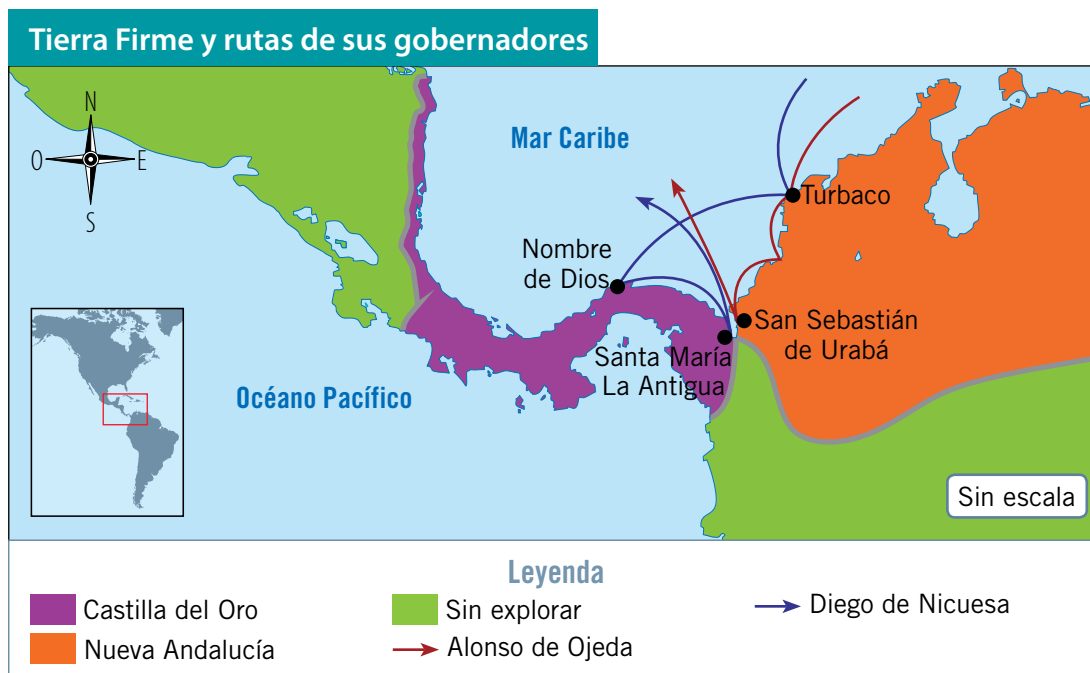 Tierra Firme y rutas de sus gobernadores
N
O
E
S
Mar Caribe
Turbaco
Nombre
de Dios
San Sebastián
de Urabá
Santa María
La Antigua
Océano Pacífico
Sin escala
Leyenda
Castilla del Oro
Sin explorar
Diego de Nicuesa
Nueva Andalucía
Alonso de Ojeda